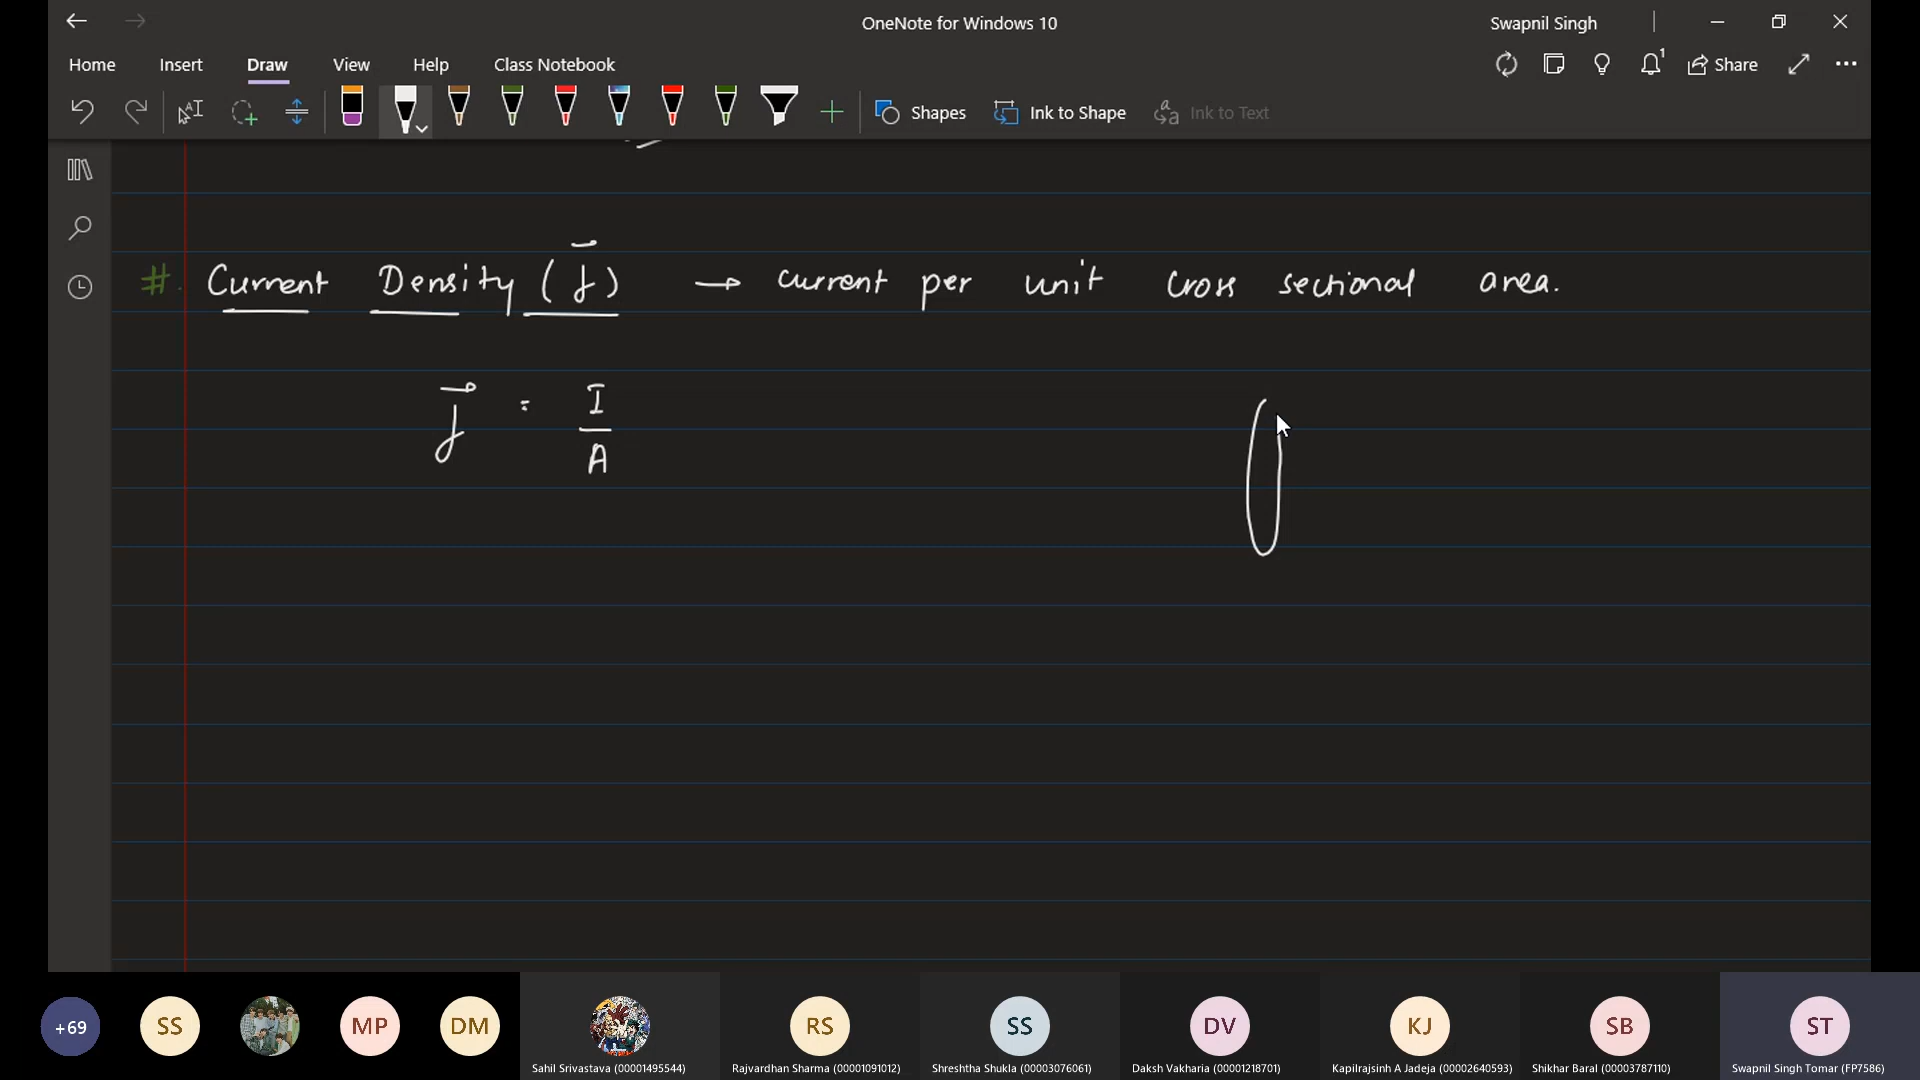 OneNote for Windows 10
Swapnil Singh
Home Insert Draw View Help Class Notebook
1 Share
Shapes Ink to Shape Ink to Text
# Current Density (j) → current per unit cross sectional area.
j = I
A
+69 SS MP DM RS SS DV KJ SB ST
Sahil Srivastava (00001495544) Rajvardhan Sharma (00001091012) Shreshtha Shukla (00003076061) Daksh Vakharia (00001218701) Kapilrajsinh A Jadeja (00002640593) Shikhar Baral (00003787110) Swapnil Singh Tomar (FP7586)